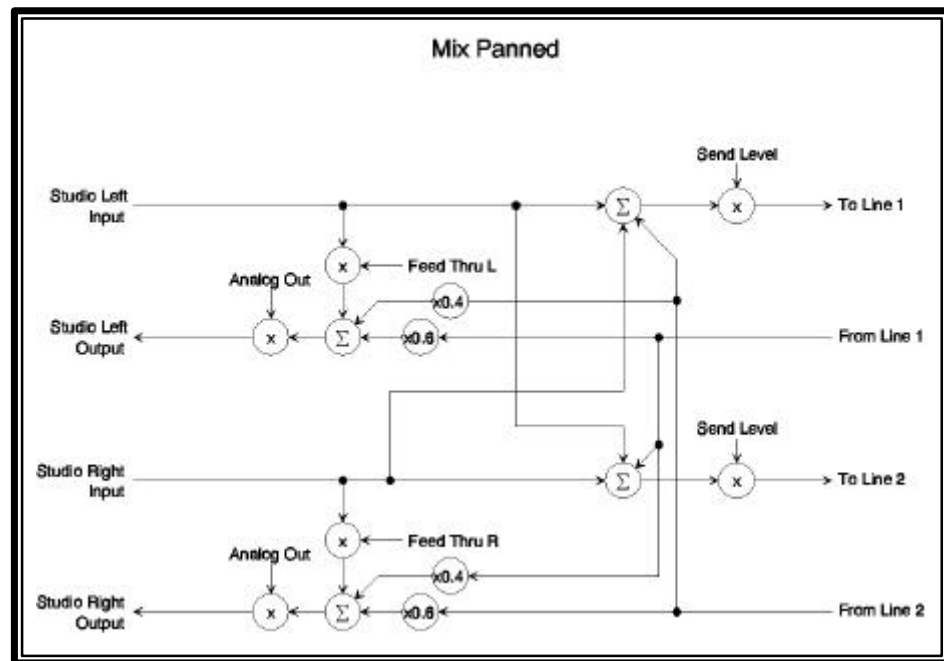 Mix Panned
Send Level
Studio Left
Input
Σ
x
To Line 1
x
Feed Thru L
Analog Out
x0.4
Studio Left
Output
x
Σ
x0.6
From Line 1
Send Level
Studio Right
Input
Σ
x
To Line 2
x
Feed Thru R
Analog Out
x0.4
Studio Right
Output
x
Σ
x0.6
From Line 2